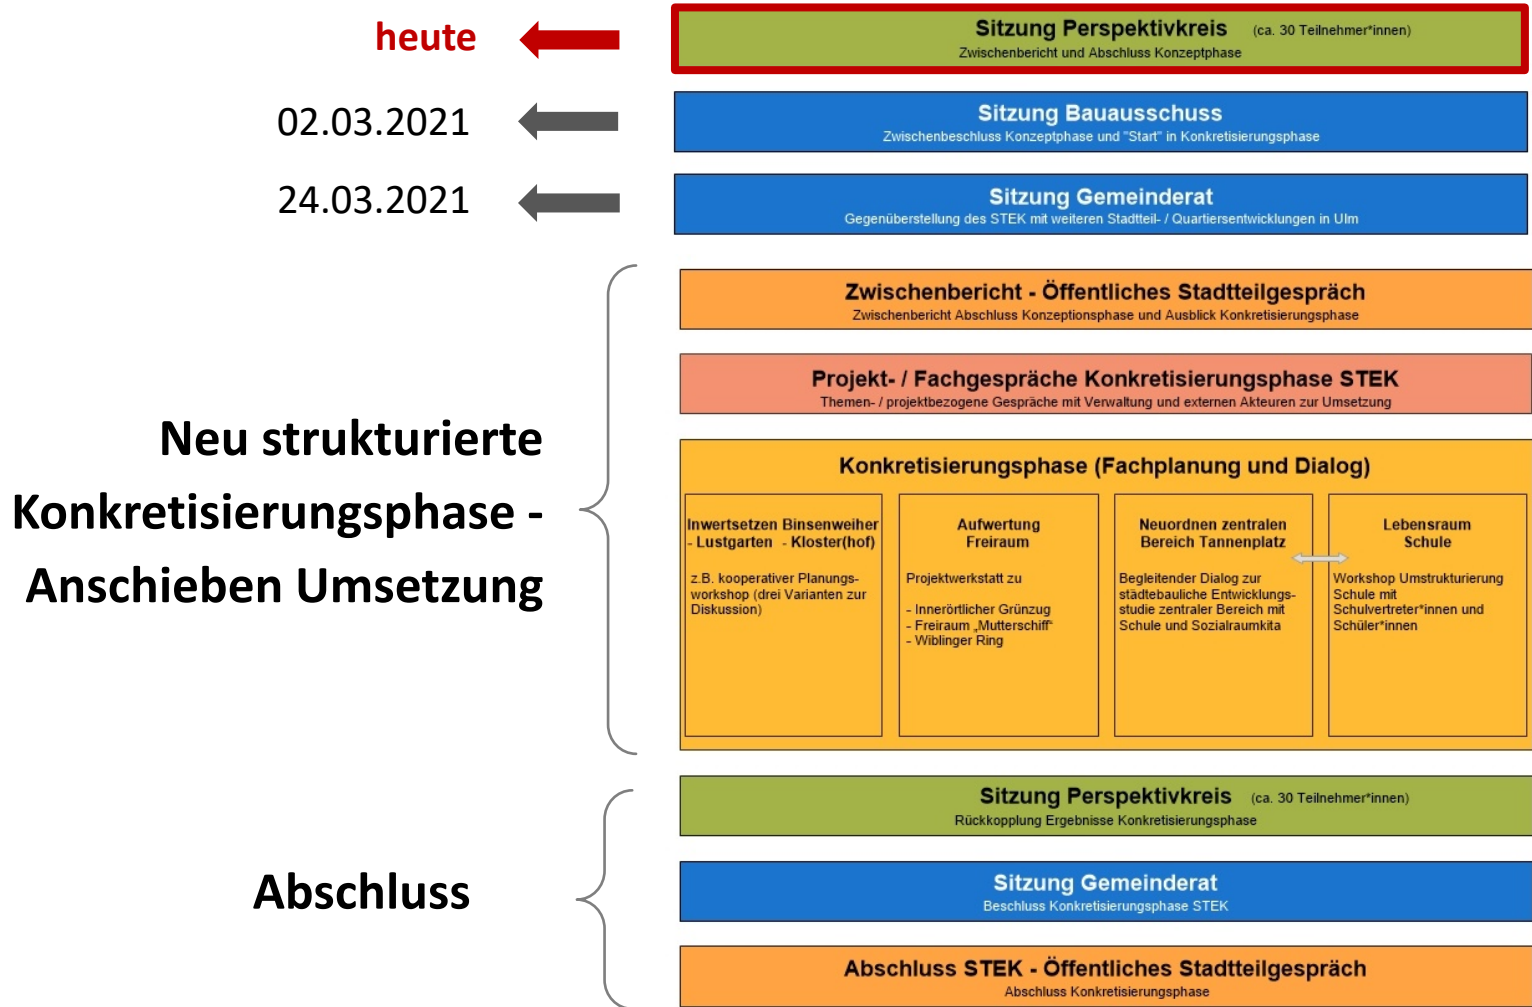 heute
Sitzung Perspektivkreis (ca. 30 Teilnehmer*innen)
Zwischenbericht und Abschluss Konzeptphase
02.03.2021
Sitzung Bauausschuss
Zwischenbeschluss Konzeptphase und "Start" in Konkretisierungsphase
24.03.2021
Sitzung Gemeinderat
Gegenüberstellung des STEK mit weiteren Stadtteil- / Quartiersentwicklungen in Ulm
Neu strukturierte
Konkretisierungsphase -
Anschieben Umsetzung
Zwischenbericht - Öffentliches Stadtteilgespräch
Zwischenbericht Abschluss Konzeptionsphase und Ausblick Konkretisierungsphase
Projekt- / Fachgespräche Konkretisierungsphase STEK
Themen- / projektbezogene Gespräche mit Verwaltung und externen Akteuren zur Umsetzung
Konkretisierungsphase (Fachplanung und Dialog)
Inwertsetzen Binsenweiher
- Lustgarten - Kloster(hof)
z.B. kooperativer Planungs-
workshop (drei Varianten zur
Diskussion)
Aufwertung
Freiraum
Projektwerkstatt zu
- Innerörtlicher Grünzug
- Freiraum „Mutterschiff"
- Wiblinger Ring
Neuordnen zentralen
Bereich Tannenplatz
Begleitender Dialog zur
städtebauliche Entwicklungs-
studie zentraler Bereich mit
Schule und Sozialraumkita
Lebensraum
Schule
Workshop Umstrukturierung
Schule mit
Schulvertreter*innen und
Schüler*innen
Abschluss
Sitzung Perspektivkreis (ca. 30 Teilnehmer*innen)
Rückkopplung Ergebnisse Konkretisierungsphase
Sitzung Gemeinderat
Beschluss Konkretisierungsphase STEK
Abschluss STEK - Öffentliches Stadtteilgespräch
Abschluss Konkretisierungsphase